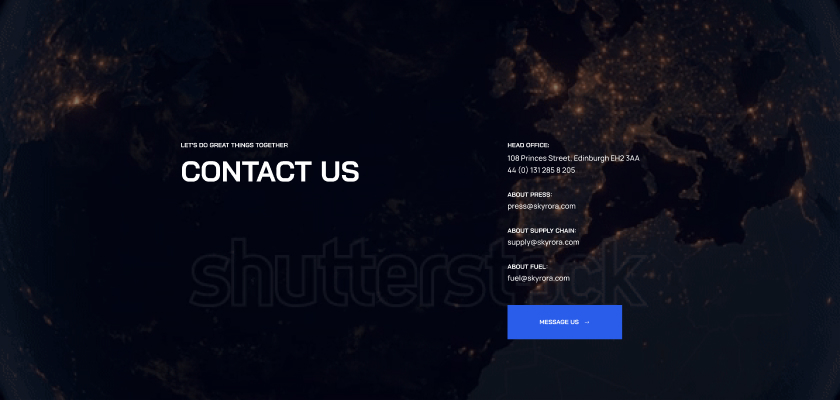 LET'S DO GREAT THINGS TOGETHER
CONTACT US
HEAD OFFICE:
108 Princes Street, Edinburgh EH2 3AA
44 (0) 131 285 8 205
ABOUT PRESS:
press@skyrora.com
ABOUT SUPPLY CHAIN:
supply@skyrora.com
ABOUT FUEL:
fuel@skyrora.com
MESSAGE US →
shutterstock